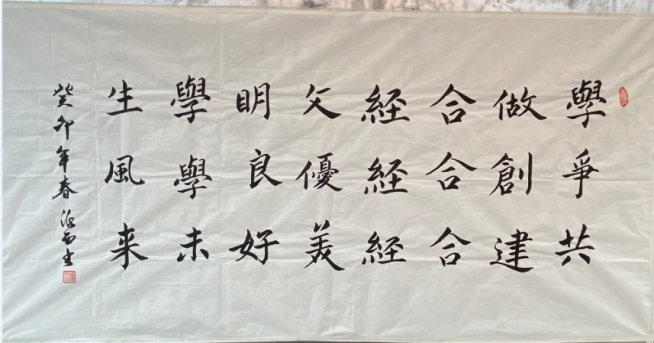 學爭共
做創建
合合合
経経経
文優美
明良好
學學未
生風来
癸卯年春